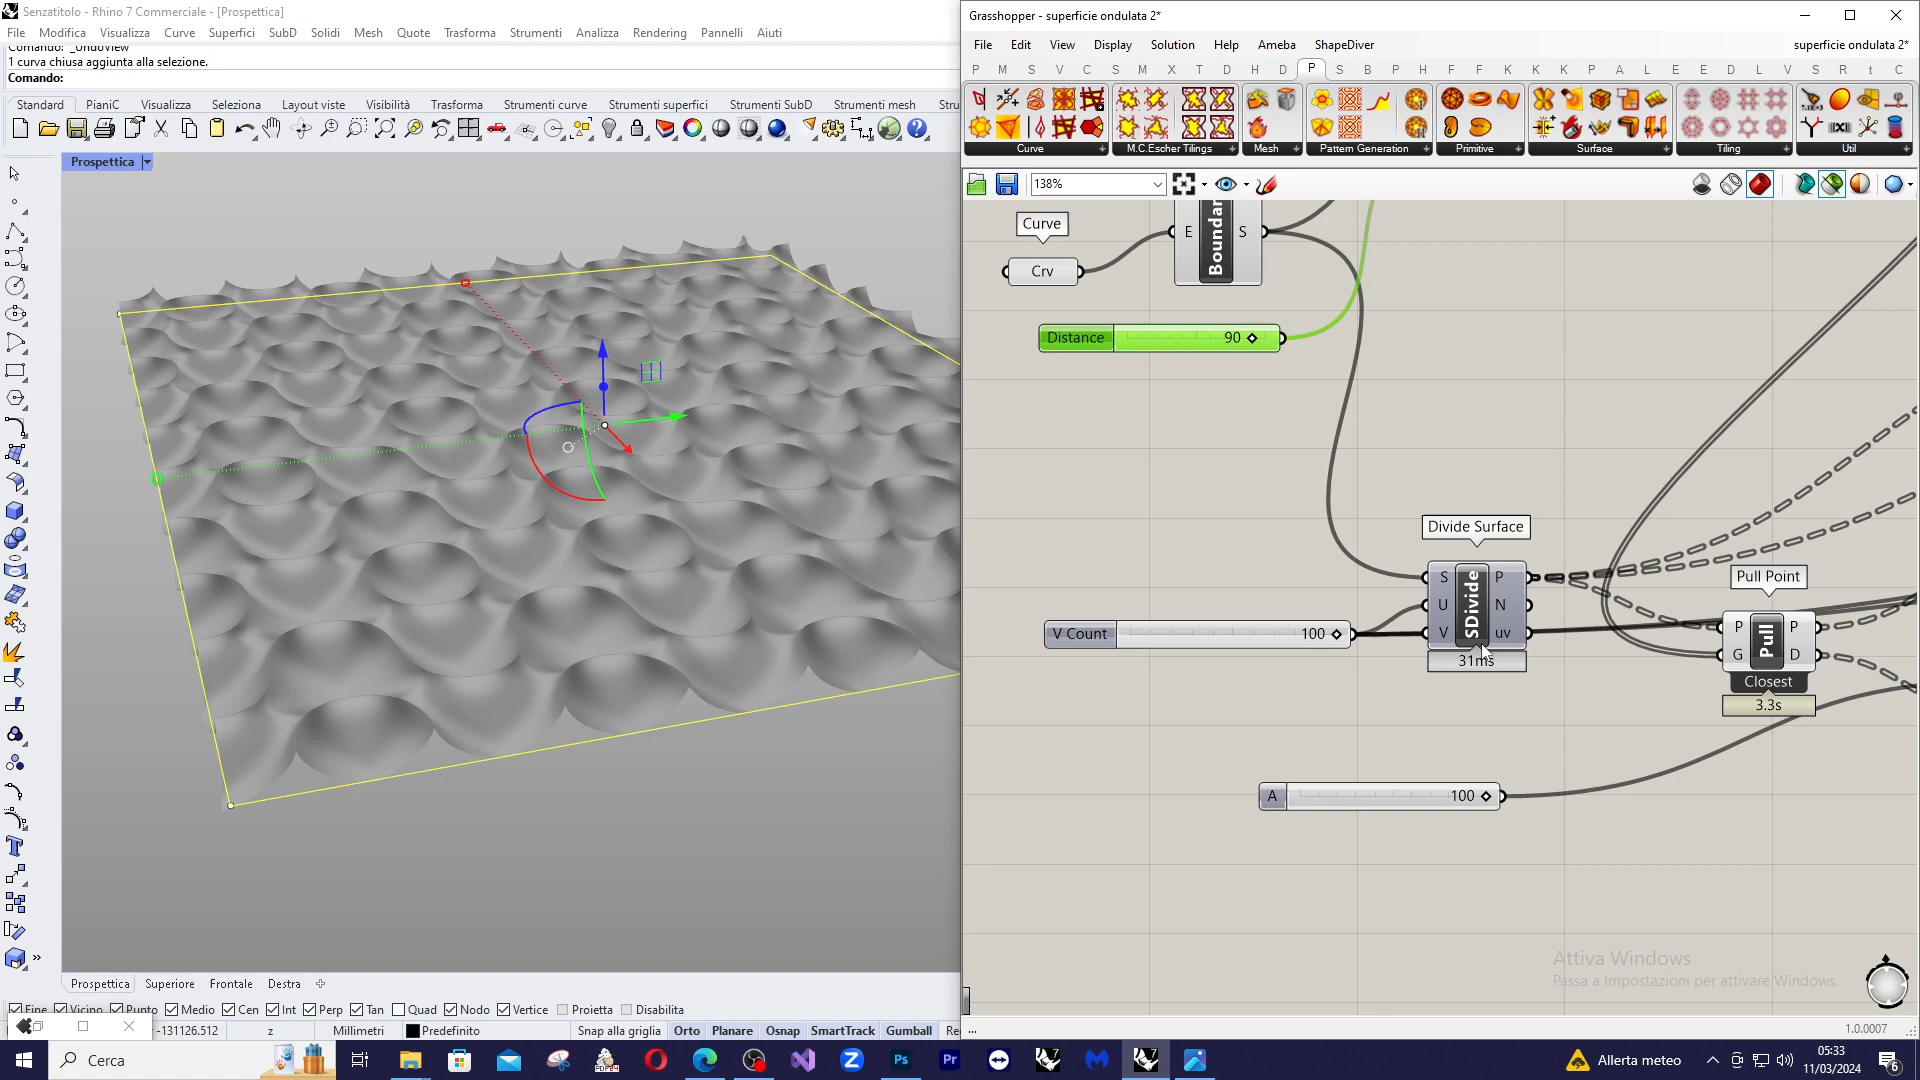 Senzatitolo - Rhino 7 Commerciale - [Prospettica]
File Modifica Visualizza Curve Superfici SubD Solidi Mesh Quote Trasforma Strumenti Analizza Rendering Pannelli Aiuti
Comando: _UndoView
1 curva chiusa aggiunta alla selezione.
Comando:
Standard PianiC Visualizza Seleziona Layout viste Visibilità Trasforma Strumenti curve Strumenti superfici Strumenti SubD Strumenti mesh Stru
Prospettica
Prospettica Superiore Frontale Destra
Fine Vicino Punto Medio Cen Int Perp Tan Quad Nodo Vertice Proietta Disabilita
-131126.512 z Millimetri Predefinito Snap alla griglia Orto Planare Osnap SmartTrack Gumball Re
Grasshopper - superficie ondulata 2*
File Edit View Display Solution Help Ameba ShapeDiver superficie ondulata 2*
P M S V C S M X T D H D P S B P H F F K K K P A L E E D L V S R t C
Curve M.C.Escher Tilings Mesh Pattern Generation Primitive Surface Tiling Util
138%
Curve
Crv
E Boundar S
Distance 90
Divide Surface
S U V SDivide P N uv
31ms
V Count 100
Pull Point
P G Pull P D
Closest
3.3s
A 100
Attiva Windows
Passa a Impostazioni per attivare Windows.
...
1.0.0007
Cerca
Allerta meteo
05:33
11/03/2024
6